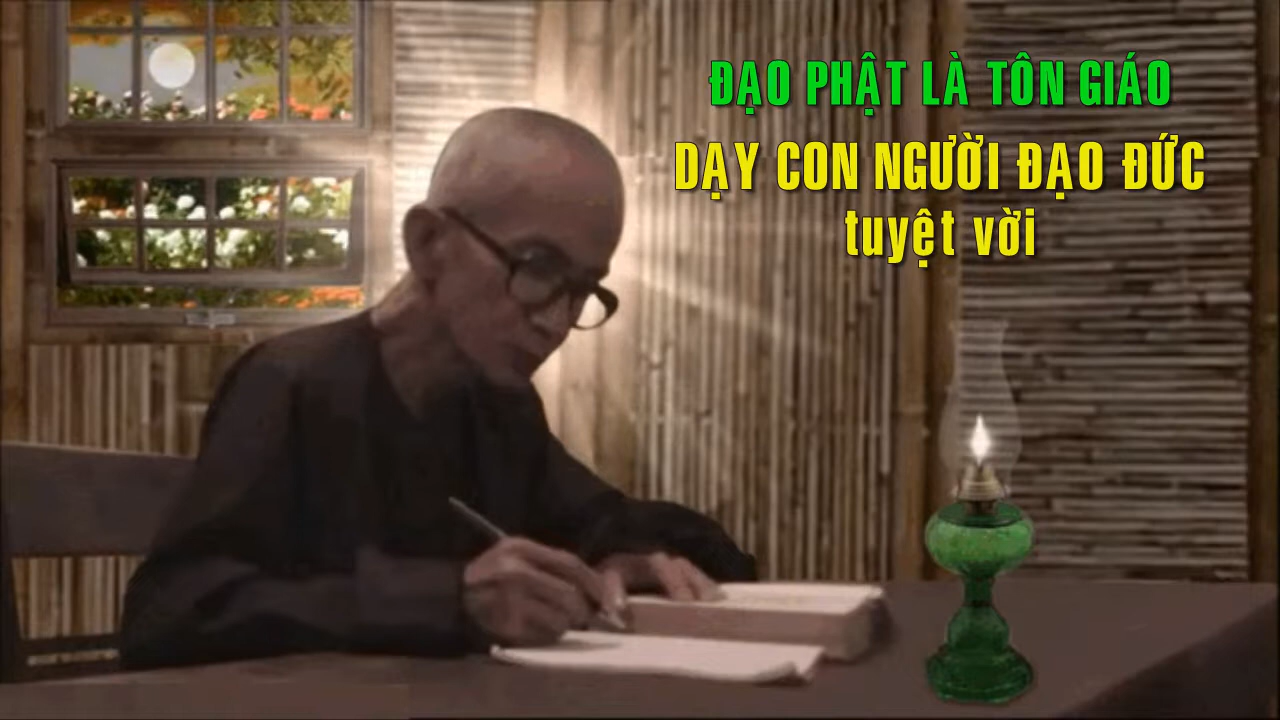 ĐẠO PHẬT LÀ TÔN GIÁO
DẠY CON NGƯỜI ĐẠO ĐỨC
tuyệt vời